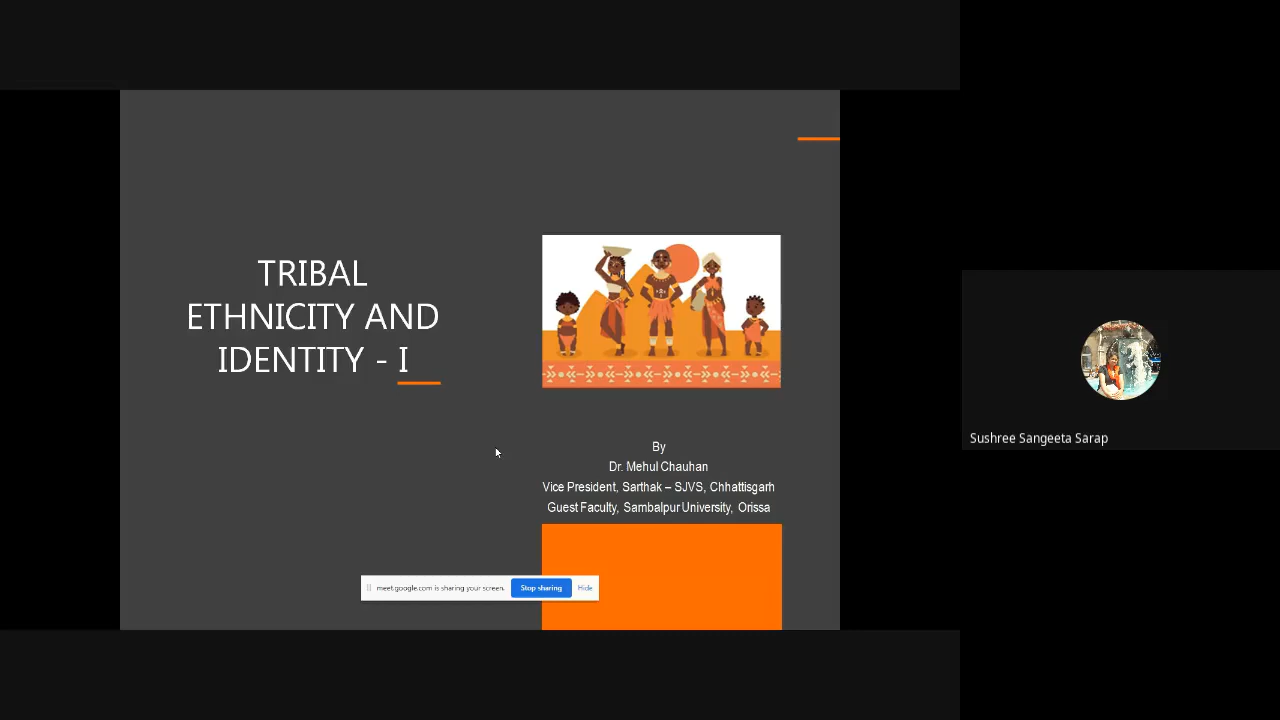 TRIBAL
ETHNICITY AND
IDENTITY - I
By
Dr. Mehul Chauhan
Vice President, Sarthak – SJVS, Chhattisgarh
Guest Faculty, Sambalpur University, Orissa
meet.google.com is sharing your screen.
Stop sharing
Hide
Sushree Sangeeta Sarap